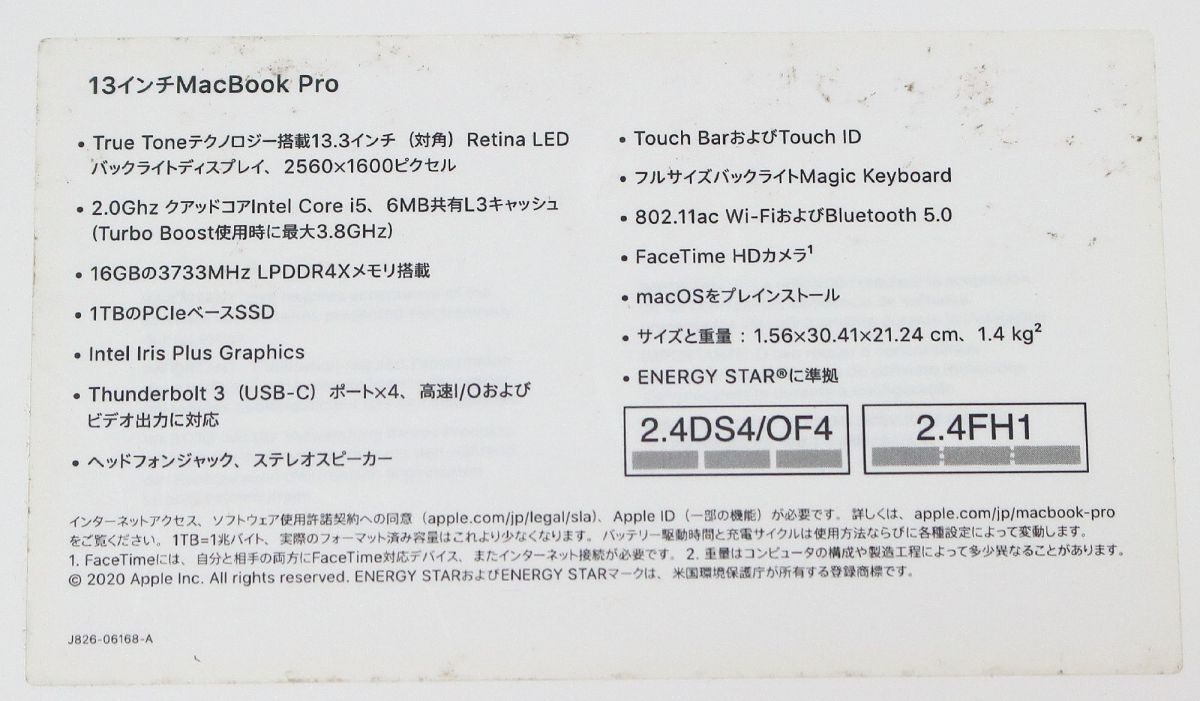 13インチMacBook Pro
• True Toneテクノロジー搭載13.3インチ（対角）Retina LED
バックライトディスプレイ、2560×1600ピクセル
• 2.0Ghz クアッドコアIntel Core i5、6MB共有L3キャッシュ
(Turbo Boost使用時に最大3.8GHz)
• 16GBの3733MHz LPDDR4Xメモリ搭載
• 1TBのPCIeベースSSD
• Intel Iris Plus Graphics
• Thunderbolt 3（USB-C）ポート×4、高速I/Oおよび
ビデオ出力に対応
• ヘッドフォンジャック、ステレオスピーカー
• Touch BarおよびTouch ID
• フルサイズバックライトMagic Keyboard
• 802.11ac Wi-FiおよびBluetooth 5.0
• FaceTime HDカメラ¹
• macOSをプレインストール
• サイズと重量：1.56×30.41×21.24 cm、1.4 kg²
• ENERGY STAR®に準拠
2.4DS4/OF4
2.4FH1
インターネットアクセス、ソフトウェア使用許諾契約への同意（apple.com/jp/legal/sla）、Apple ID（一部の機能）が必要です。詳しくは、apple.com/jp/macbook-pro
をご覧ください。1TB=1兆バイト、実際のフォーマット済み容量はこれより少なくなります。バッテリー駆動時間と充電サイクルは使用方法ならびに各種設定によって変動します。
1. FaceTimeには、自分と相手の両方にFaceTime対応デバイス、またインターネット接続が必要です。2. 重量はコンピュータの構成や製造工程によって多少異なることがあります。
© 2020 Apple Inc. All rights reserved. ENERGY STARおよびENERGY STARマークは、米国環境保護庁が所有する登録商標です。
J826-06168-A